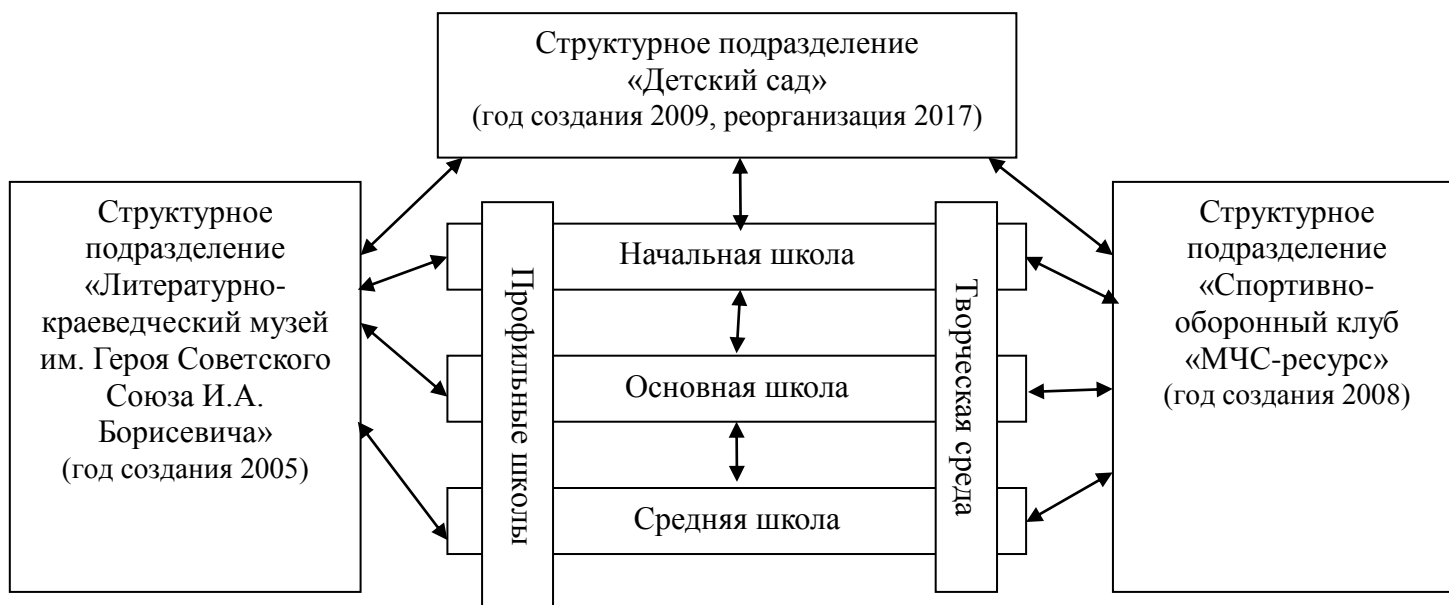 Структурное подразделение
«Детский сад»
(год создания 2009, реорганизация 2017)
Структурное
подразделение
«Литературно-
краеведческий музей
им. Героя Советского
Союза И.А.
Борисевича»
(год создания 2005)
Профильные школы
Начальная школа
Основная школа
Средняя школа
Творческая среда
Структурное
подразделение
«Спортивно-
оборонный клуб
«МЧС-ресурс»
(год создания 2008)